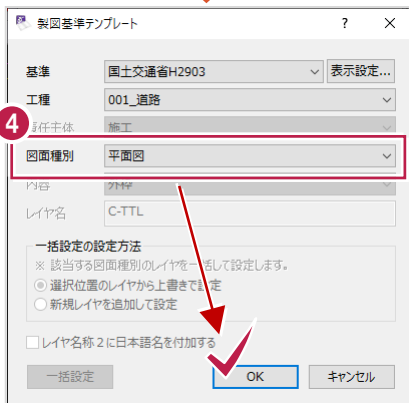 製図基準テンプレート ? ×
基準 国土交通省H2903 表示設定...
工種 001_道路
4
責任主体 施工
図面種別 平面図
内容 外枠
レイヤ名 C-TTL
一括設定の設定方法
※ 該当する図面種別のレイヤを一括して設定します。
選択位置のレイヤから上書きで設定
新規レイヤを追加して設定
レイヤ名称2に日本語名を付加する
一括設定 OK キャンセル